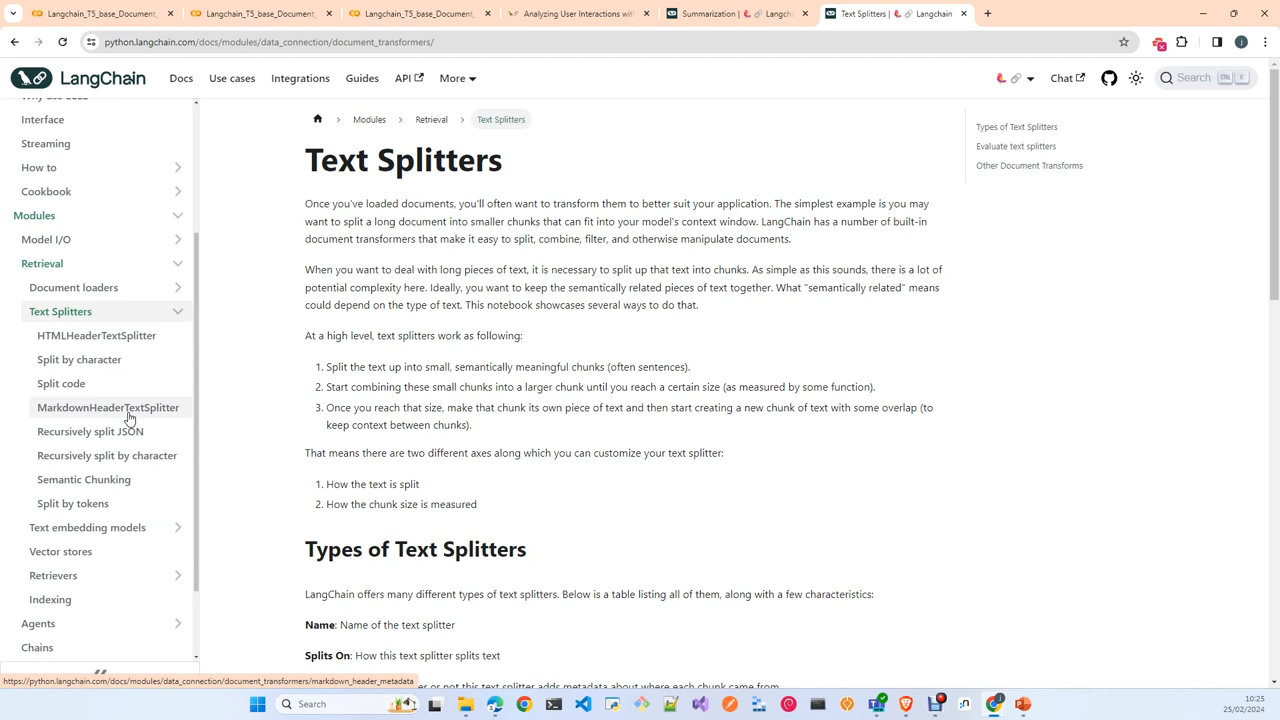 Langchain_T5_base_Document_
Langchain_T5_base_Document_
Langchain_T5_base_Document_
Analyzing User Interactions with
Summarization | 🦜️🔗 Langcha
Text Splitters | 🦜️🔗 Langchain
python.langchain.com/docs/modules/data_connection/document_transformers/
LangChain
Docs
Use cases
Integrations
Guides
API
More
Chat
Search
Interface
Streaming
How to
Cookbook
Modules
Model I/O
Retrieval
Document loaders
Text Splitters
HTMLHeaderTextSplitter
Split by character
Split code
MarkdownHeaderTextSplitter
Recursively split JSON
Recursively split by character
Semantic Chunking
Split by tokens
Text embedding models
Vector stores
Retrievers
Indexing
Agents
Chains
Modules > Retrieval > Text Splitters
Text Splitters
Once you've loaded documents, you'll often want to transform them to better suit your application. The simplest example is you may
want to split a long document into smaller chunks that can fit into your model's context window. LangChain has a number of built-in
document transformers that make it easy to split, combine, filter, and otherwise manipulate documents.
When you want to deal with long pieces of text, it is necessary to split up that text into chunks. As simple as this sounds, there is a lot of
potential complexity here. Ideally, you want to keep the semantically related pieces of text together. What "semantically related" means
could depend on the type of text. This notebook showcases several ways to do that.
At a high level, text splitters work as following:
1. Split the text up into small, semantically meaningful chunks (often sentences).
2. Start combining these small chunks into a larger chunk until you reach a certain size (as measured by some function).
3. Once you reach that size, make that chunk its own piece of text and then start creating a new chunk of text with some overlap (to
keep context between chunks).
That means there are two different axes along which you can customize your text splitter:
1. How the text is split
2. How the chunk size is measured
Types of Text Splitters
LangChain offers many different types of text splitters. Below is a table listing all of them, along with a few characteristics:
Name: Name of the text splitter
Splits On: How this text splitter splits text
or not this text splitter adds metadata about where each chunk came from
Types of Text Splitters
Evaluate text splitters
Other Document Transforms
https://python.langchain.com/docs/modules/data_connection/document_transformers/markdown_header_metadata
Search
10:25
25/02/2024